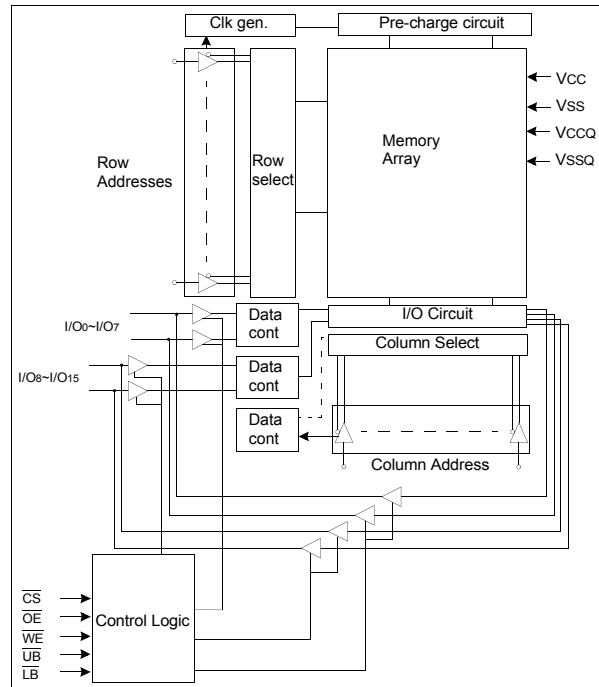 Clk gen.
Pre-charge circuit
VCC
VSS
VCCQ
VSSQ
Memory
Array
Row
Addresses
Row
select
I/O0~I/O7
Data
cont
I/O Circuit
Column Select
I/O8~I/O15
Data
cont
Data
cont
Column Address
Control Logic
CS
OE
WE
UB
LB